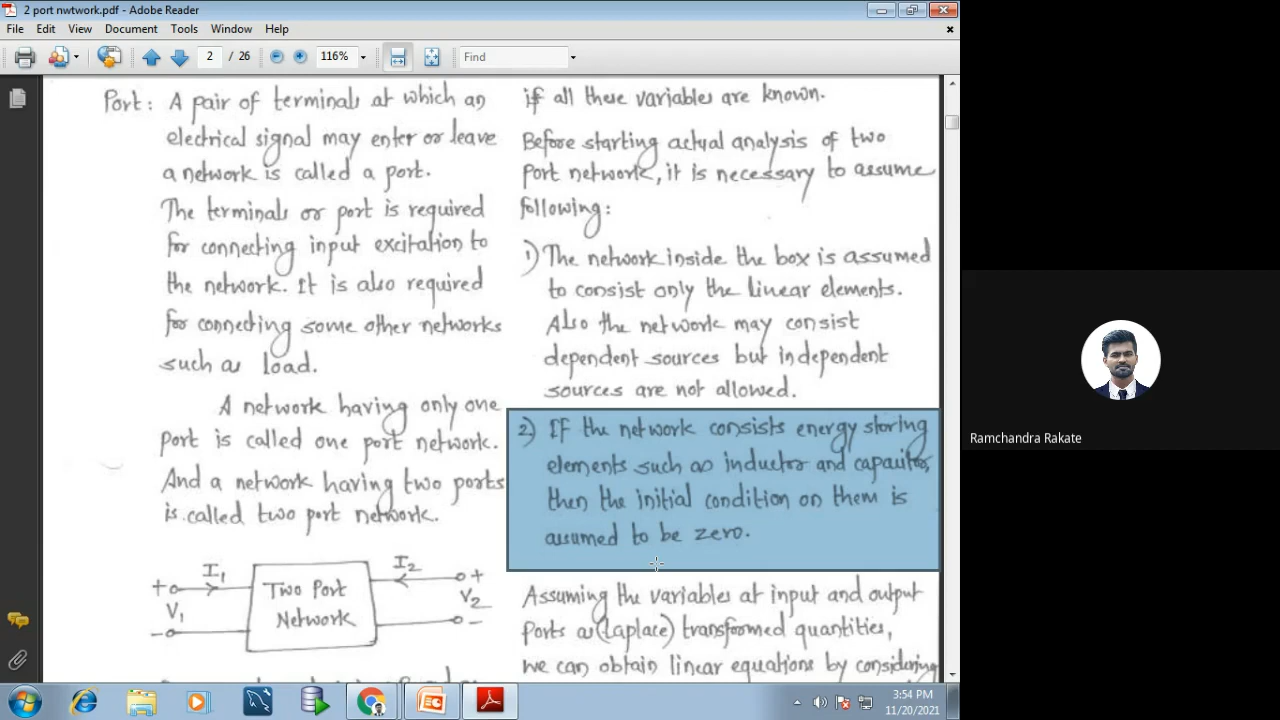 2 port nwtwork.pdf - Adobe Reader
File Edit View Document Tools Window Help
2 / 26 116% Find
Port: A pair of terminals at which an
electrical signal may enter or leave
a network is called a port.
The terminals or port is required
for connecting input excitation to
the network. It is also required
for connecting some other networks
such as load.
A network having only one
port is called one port network.
And a network having two ports
is called two port network.
I1 I2
+ +
V1 Two Port V2
Network
- -
if all these variables are known.
Before starting actual analysis of two
port network, it is necessary to assume
following:
1) The network inside the box is assumed
to consist only the linear elements.
Also the network may consist
dependent sources but independent
sources are not allowed.
2) If the network consists energy storing
elements such as inductor and capacitor,
then the initial condition on them is
assumed to be zero.
Assuming the variables at input and output
ports as (Laplace) transformed quantities,
we can obtain linear equations by considering
Ramchandra Rakate
3:54 PM
11/20/2021